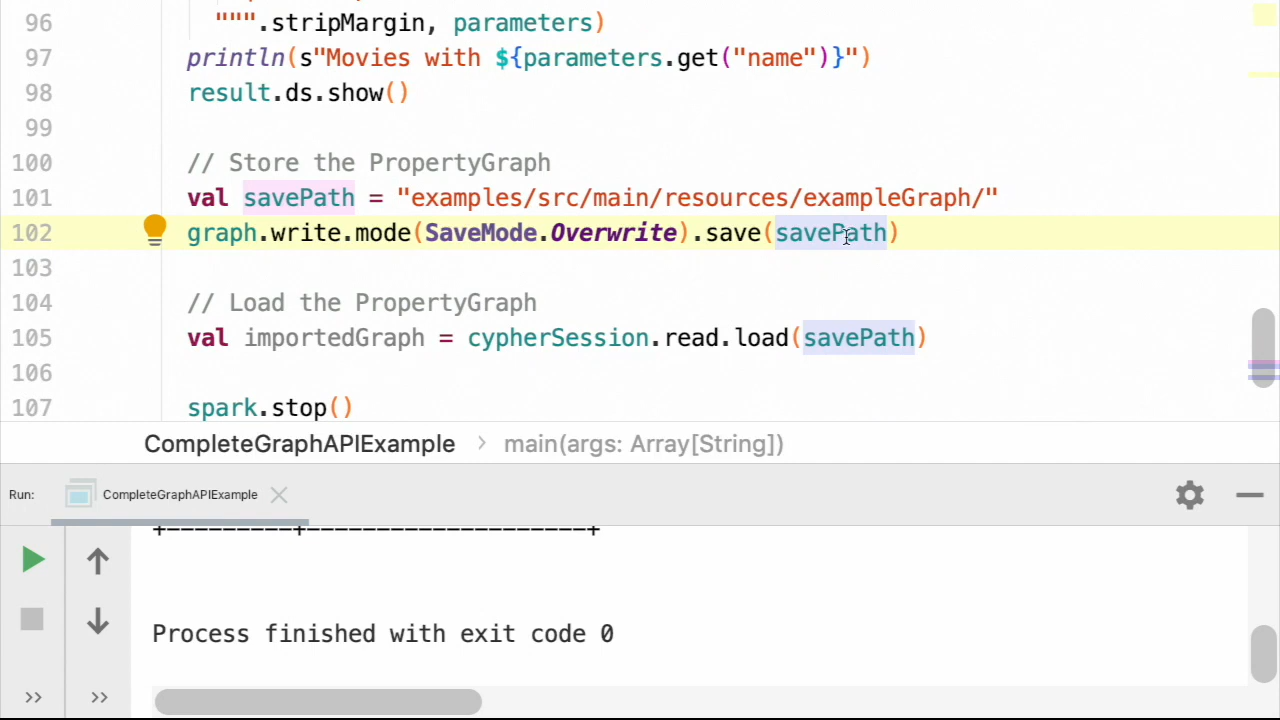 96 """.stripMargin, parameters)
97 println(s"Movies with ${parameters.get("name")}")
98 result.ds.show()
99
100 // Store the PropertyGraph
101 val savePath = "examples/src/main/resources/exampleGraph/"
102 graph.write.mode(SaveMode.Overwrite).save(savePath)
103
104 // Load the PropertyGraph
105 val importedGraph = cypherSession.read.load(savePath)
106
107 spark.stop()
CompleteGraphAPIExample › main(args: Array[String])
Run: CompleteGraphAPIExample
+---------+--------------------+
Process finished with exit code 0
>> >>